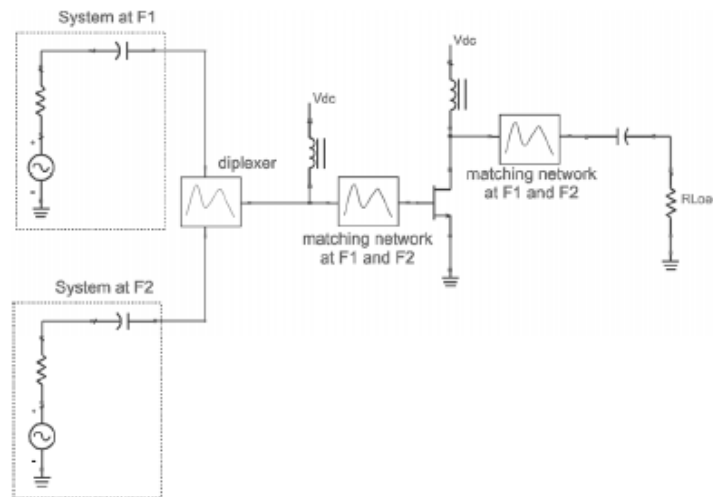 System at F1
Vdc
Vdc
diplexer
matching network
at F1 and F2
matching network
at F1 and F2
RLoa
System at F2